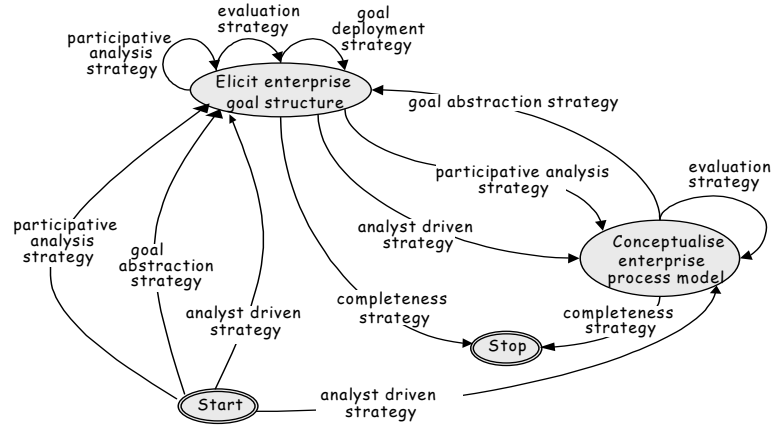 evaluation
strategy
goal
deployment
strategy
participative
analysis
strategy
Elicit enterprise
goal structure
goal abstraction strategy
participative analysis
strategy
evaluation
strategy
participative
analysis
strategy
goal
abstraction
strategy
analyst driven
strategy
Conceptualise
enterprise
process model
analyst driven
strategy
completeness
strategy
completeness
strategy
Stop
Start
analyst driven
strategy